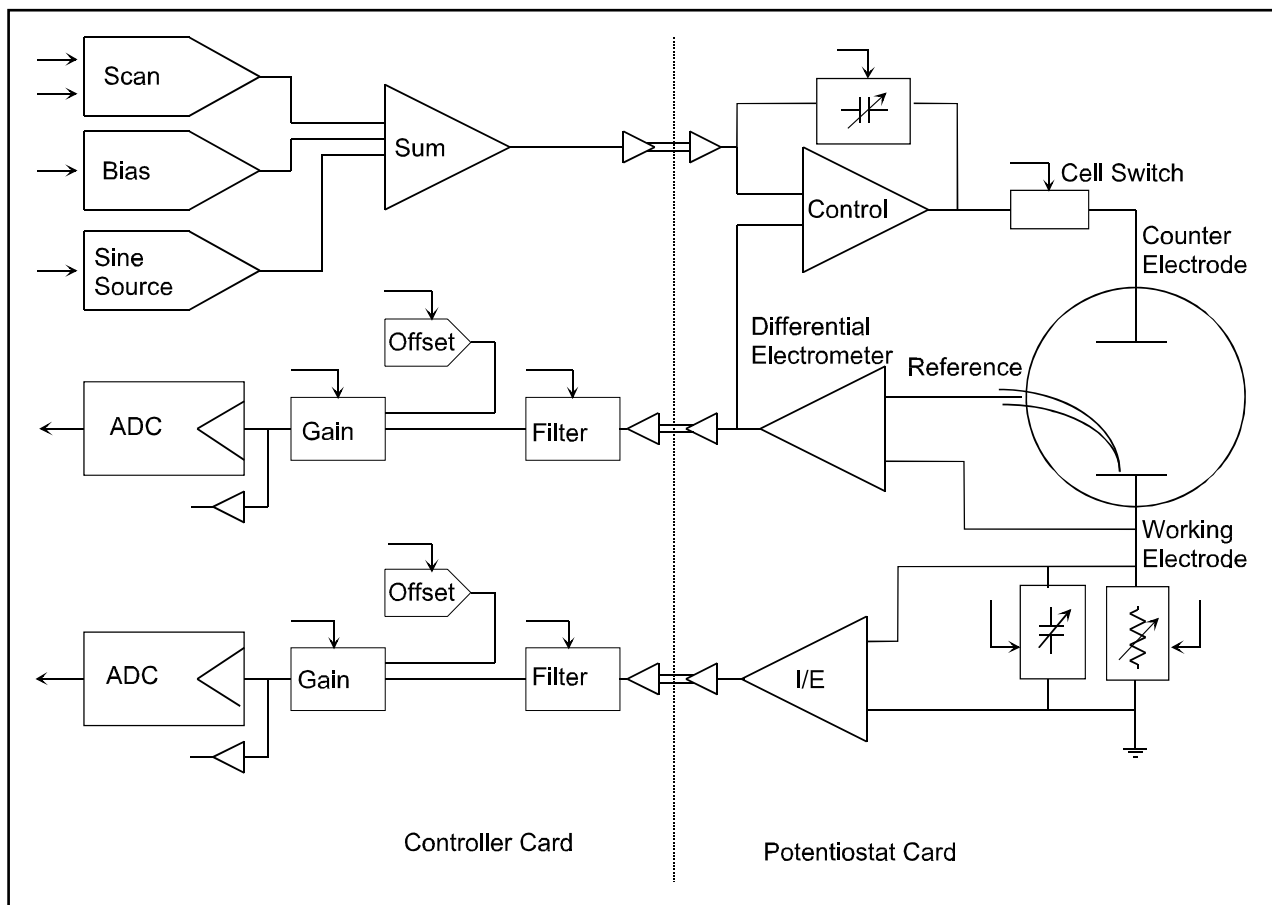 Scan
Bias
Sine
Source
Sum
Control
Cell Switch
Counter
Electrode
Differential
Electrometer
Reference
Working
Electrode
Offset
ADC
Gain
Filter
Offset
ADC
Gain
Filter
I/E
Controller Card
Potentiostat Card